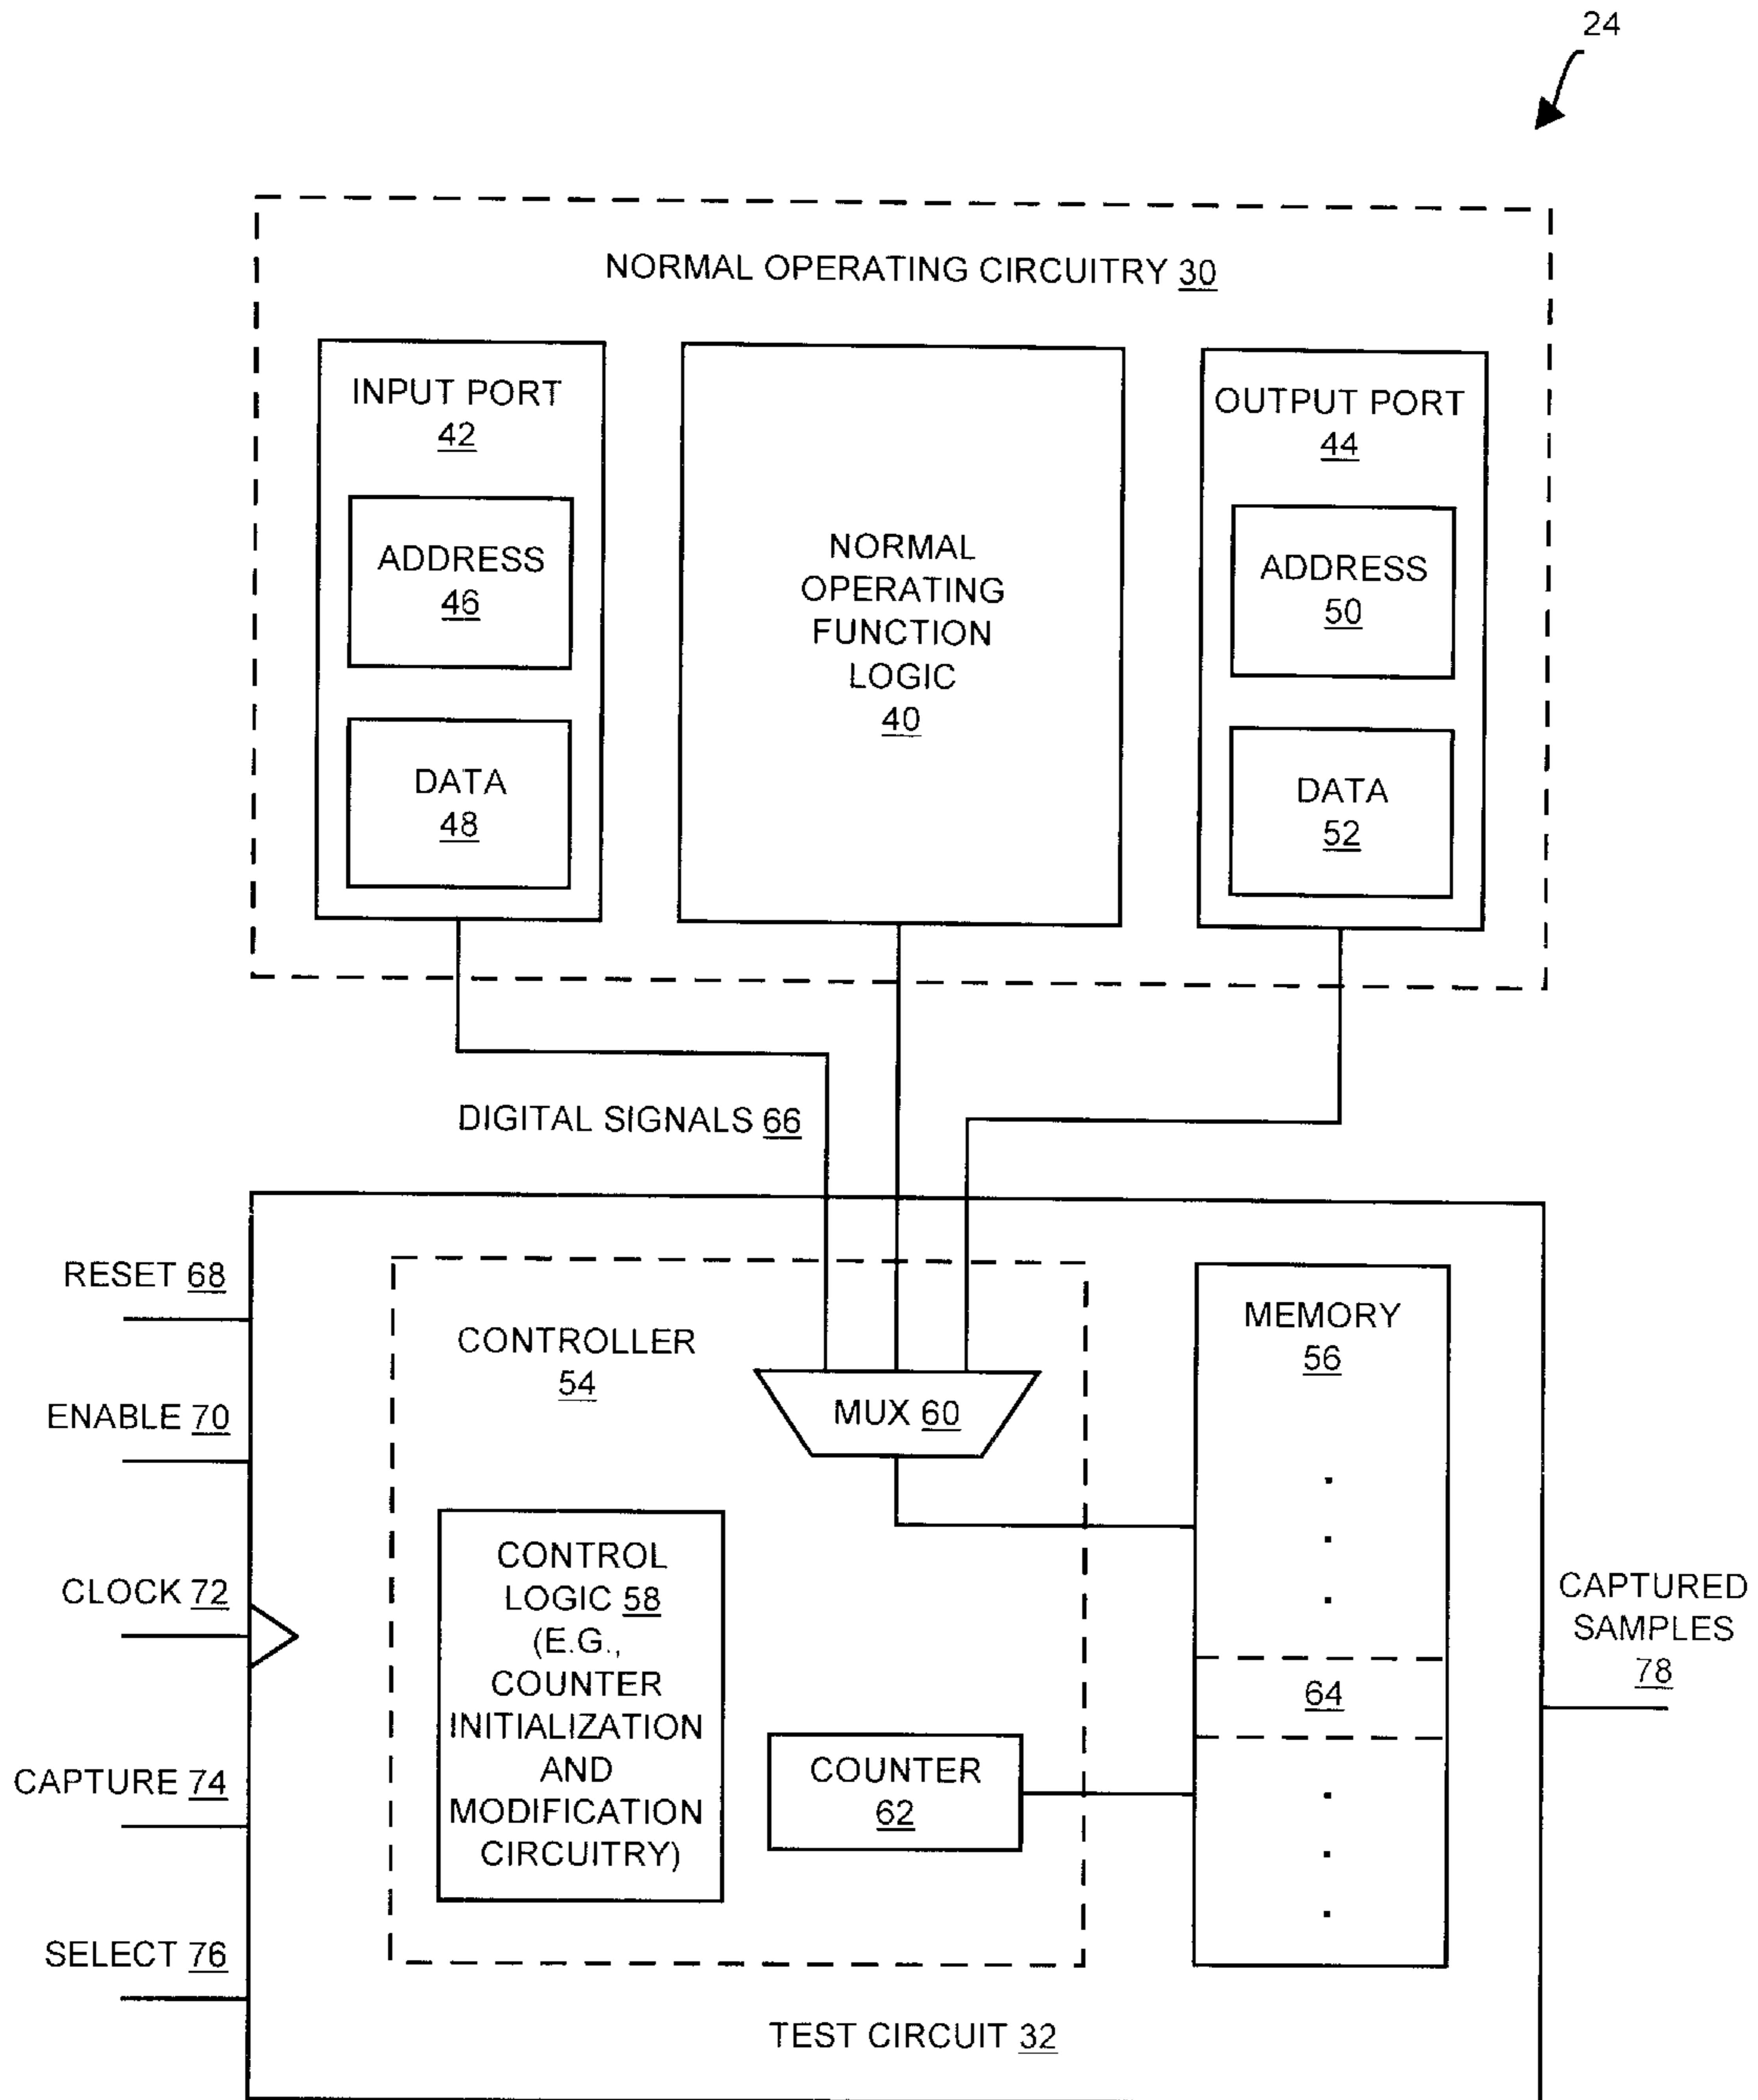 24
NORMAL OPERATING CIRCUITRY 30
INPUT PORT
42
ADDRESS
46
DATA
48
NORMAL
OPERATING
FUNCTION
LOGIC
40
OUTPUT PORT
44
ADDRESS
50
DATA
52
DIGITAL SIGNALS 66
RESET 68
ENABLE 70
CLOCK 72
CAPTURE 74
SELECT 76
CONTROLLER
54
MUX 60
CONTROL
LOGIC 58
(E.G.,
COUNTER
INITIALIZATION
AND
MODIFICATION
CIRCUITRY)
COUNTER
62
MEMORY
56
64
CAPTURED
SAMPLES
78
TEST CIRCUIT 32